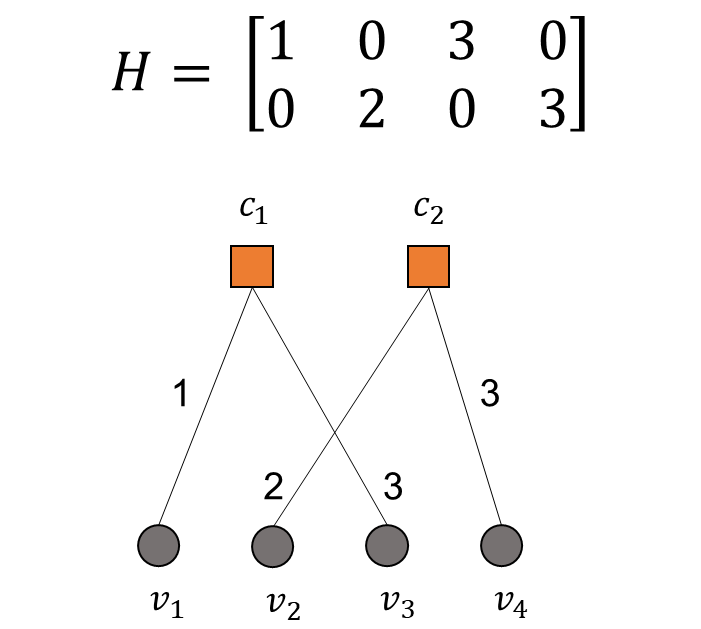 H = [1 0 3 0
0 2 0 3]
c₁ c₂
1 3
2 3
v₁ v₂ v₃ v₄